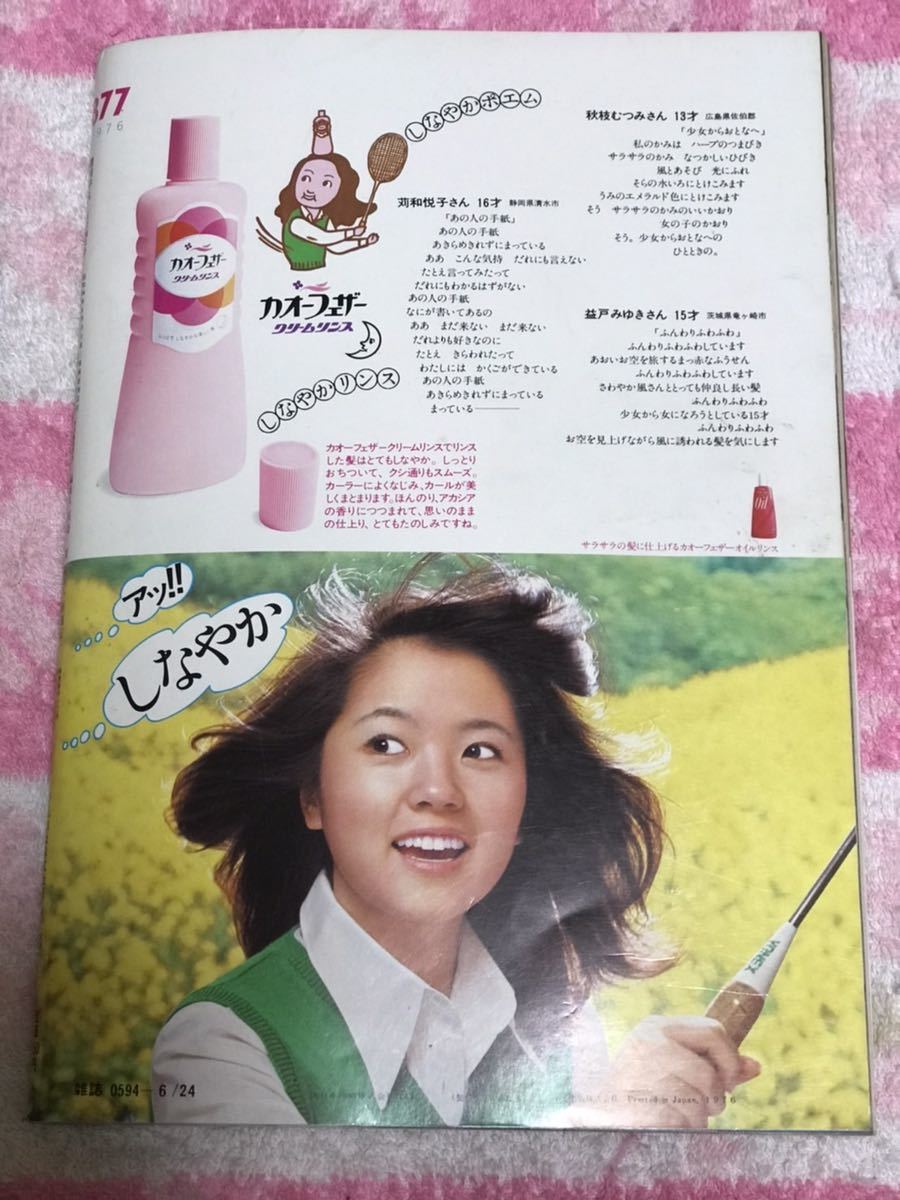 377
1976
カオーフェザー
クリームリンス
しなやかポエム
カオーフェザー
クリームリンス
しなやかリンス
苅和悦子さん 16才 静岡県清水市
「あの人の手紙」
あの人の手紙
あきらめきれずにまっている
ああ こんな気持 だれにも言えない
たとえ言ってみたって
だれにもわかるはずがない
あの人の手紙
なにが書いてあるの
ああ まだ来ない まだ来ない
だれよりも好きなのに
たとえ きらわれたって
わたしには かくごができている
あの人の手紙
あきらめきれずにまっている
まっている――――
秋枝むつみさん 13才 広島県佐伯郡
「少女からおとなへ」
私のかみは ハープのつまびき
サラサラのかみ なつかしいひびき
風とあそび 光にふれ
そらの水いろにとけこみます
うみのエメラルド色にとけこみます
そう サラサラのかみのいいかおり
女の子のかおり
そう。少女からおとなへの
ひとときの。
益戸みゆきさん 15才 茨城県竜ヶ崎市
「ふんわりふわふわ」
ふんわりふわふわしています
あおいお空を旅するまっ赤なふうせん
ふんわりふわふわしています
さわやか風さんとっても仲良し長い髪
ふんわりふわふわ
少女から女になろうとしている15才
ふんわりふわふわ
お空を見上げながら風に誘われる髪を気にします
カオーフェザークリームリンスでリンス
した髪はとてもしなやか。しっとり
おちついて、クシ通りもスムーズ。
カーラーによくなじみ、カールが美
しくまとまります。ほんのり、アカシア
の香りにつつまれて、思いのまま
の仕上り、とてもたのしみですね。
Oil
サラサラの髪に仕上げるカオーフェザーオイルリンス
アッ!!
しなやか
YONEX
雑誌 0594-6/24
Printed in Japan, 1976